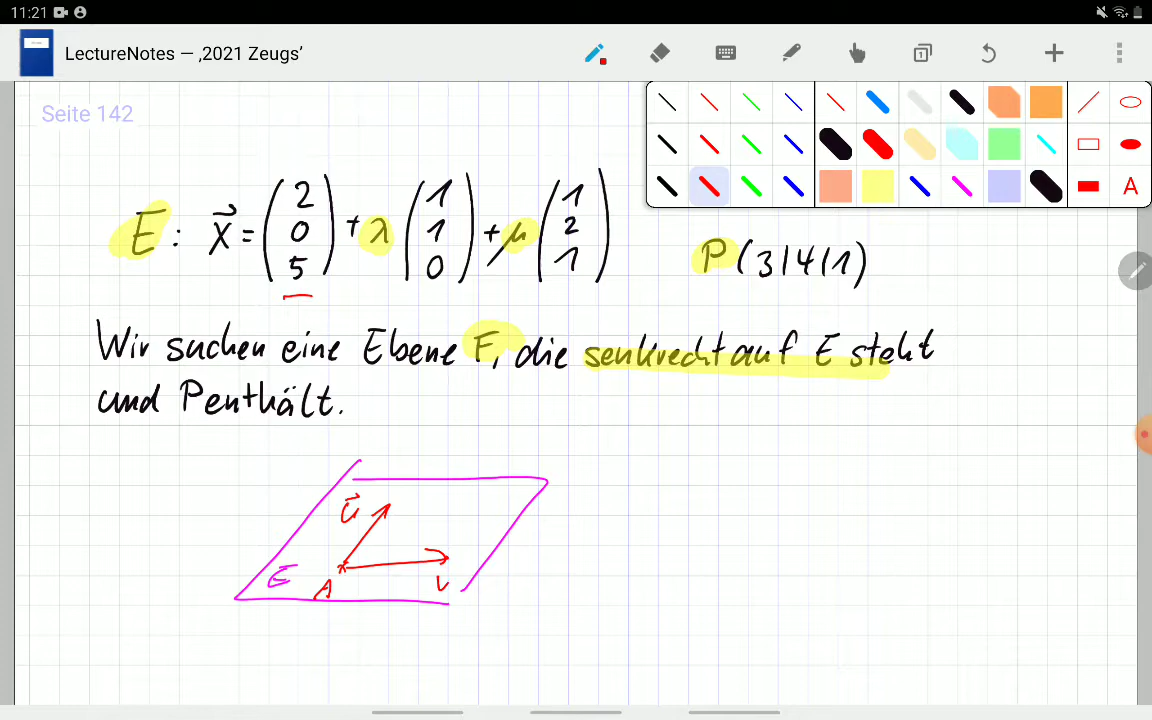 11:21
LectureNotes — ‚2021 Zeugs’
Seite 142
A
E: x⃗ = (2 0 5) + λ (1 1 0) + μ (1 2 1) P(3|4|1)
Wir suchen eine Ebene F, die senkrecht auf E steht
und P enthält.
u⃗
E A v